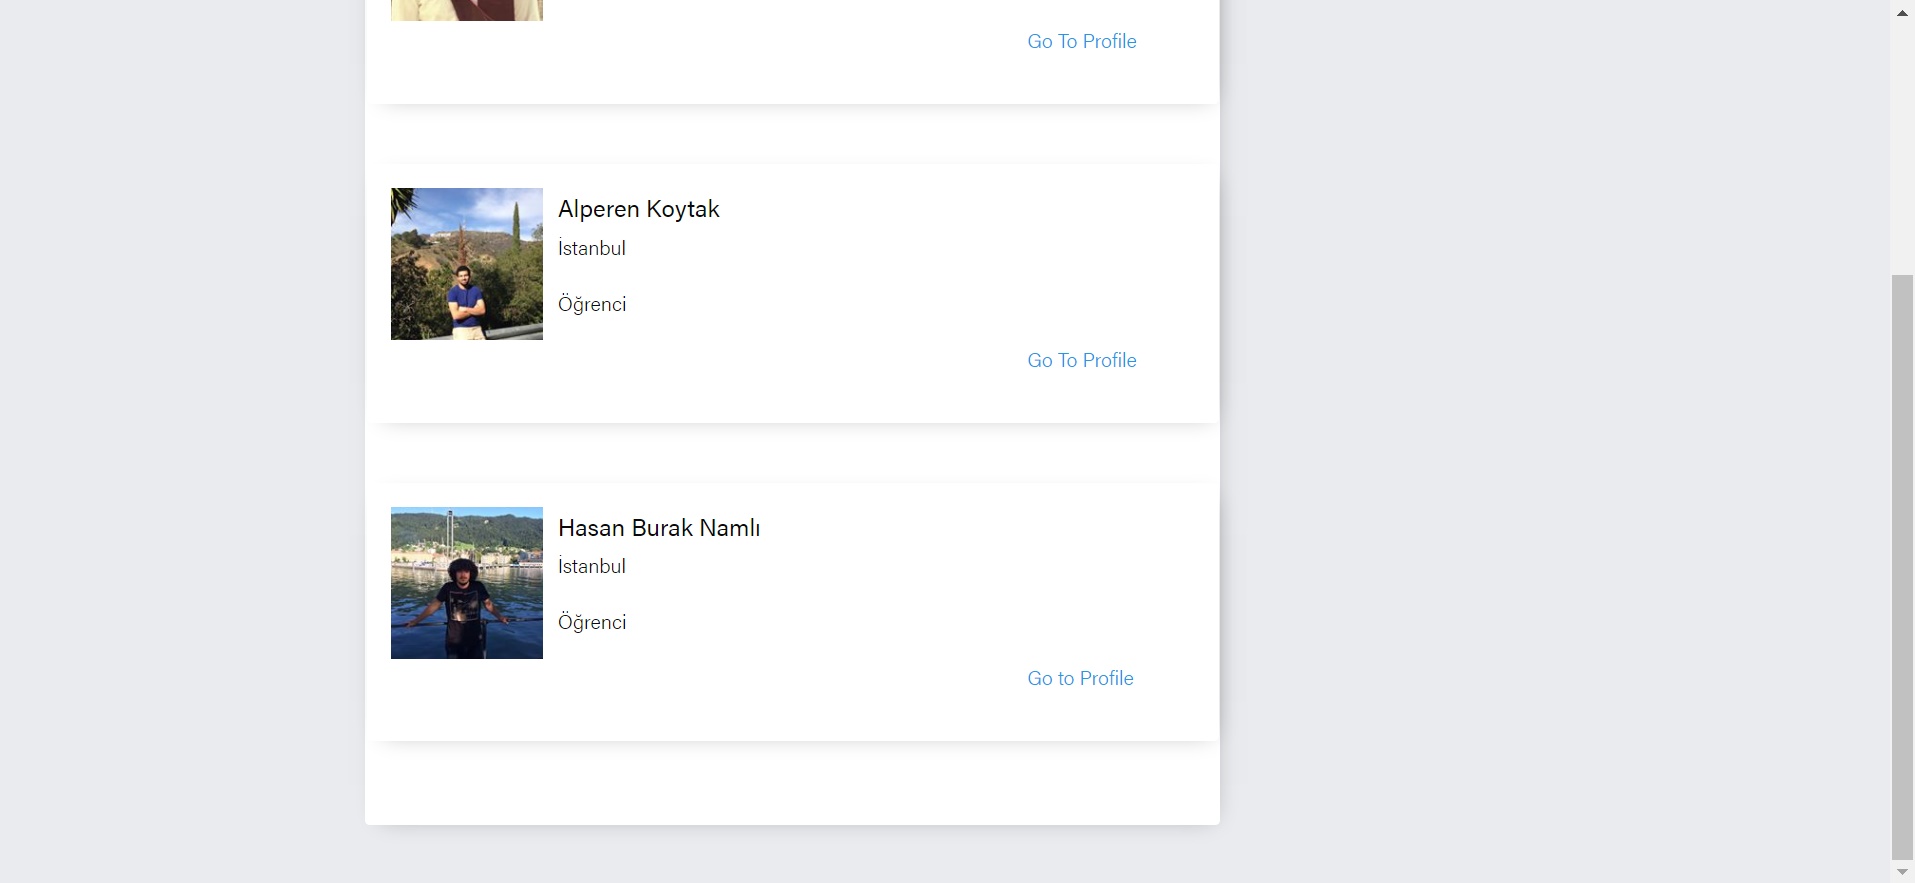 Go To Profile
Alperen Koytak
İstanbul
Öğrenci
Go To Profile
Hasan Burak Namlı
İstanbul
Öğrenci
Go to Profile